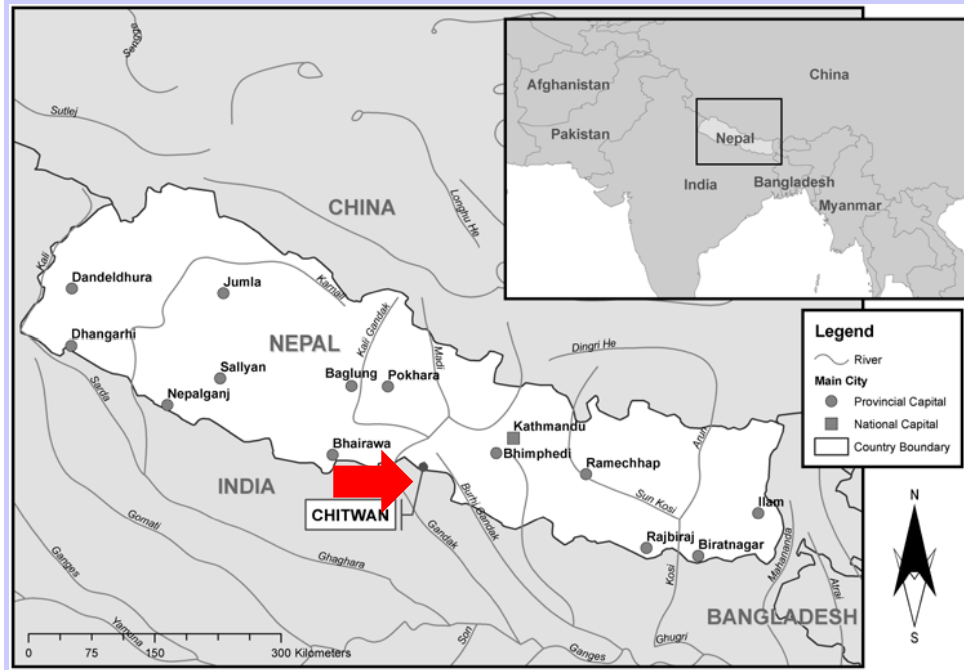 Senge
Sengg
Sutlej
CHINA
Longhu He
Kali
Dandeldhura
Jumla
Karnali
Dhangarhi
NEPAL
Kali Gandak
Madi
Dingri He
Sallyan
Baglung
Pokhara
Nepalganj
Sarda
Kathmandu
Arun
Bhairawa
Bhimphedi
Ramechhap
INDIA
CHITWAN
Burhi Gandak
Sun Kosi
Ilam
Gomati
Gandak
Rajbiraj
Biratnagar
Mahananda
Ganges
Ghaghara
Kosi
Atrai
BANGLADESH
Yamuna
Son
Ghugri
Ganges
0 75 150 300 Kilometers
Afghanistan
China
Pakistan
Nepal
India
Bangladesh
Myanmar
Legend
River
Main City
Provincial Capital
National Capital
Country Boundary
N
S